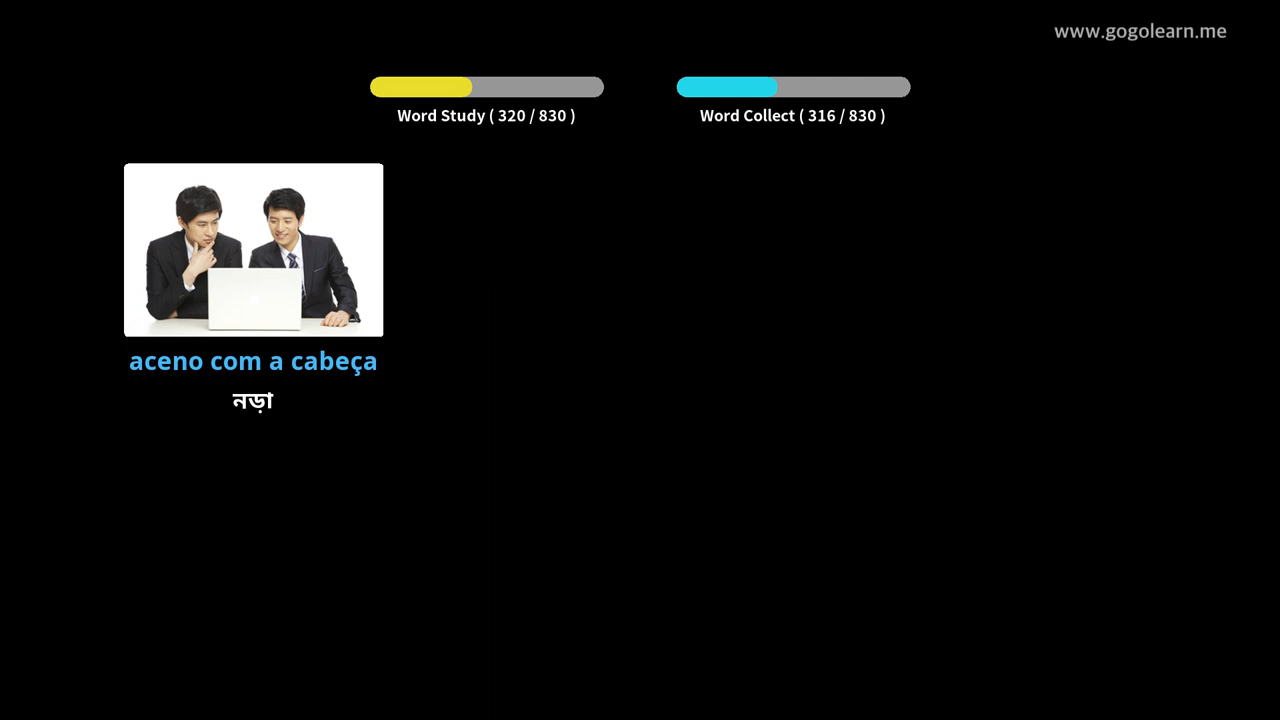 www.gogolearn.me
Word Study ( 320 / 830 )
Word Collect ( 316 / 830 )
aceno com a cabeça
নড়া